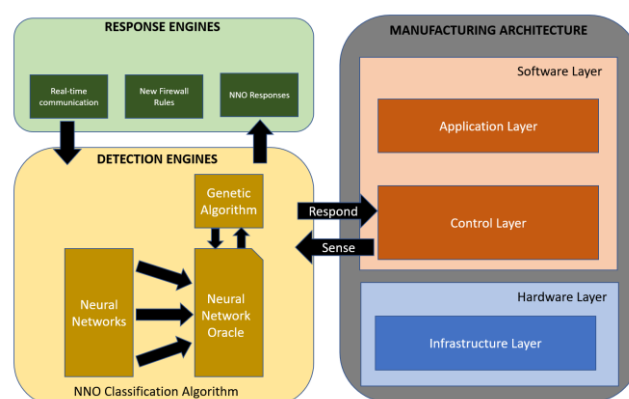 RESPONSE ENGINES
Real-time
communication
New Firewall
Rules
NNO Responses
DETECTION ENGINES
Genetic
Algorithm
Neural
Networks
Neural
Network
Oracle
NNO Classification Algorithm
Respond
Sense
MANUFACTURING ARCHITECTURE
Software Layer
Application Layer
Control Layer
Hardware Layer
Infrastructure Layer